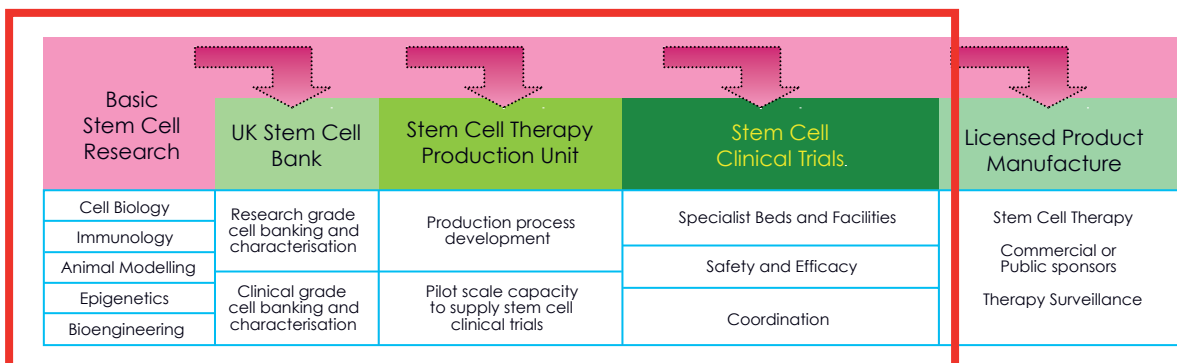 Basic
Stem Cell
Research
UK Stem Cell
Bank
Stem Cell Therapy
Production Unit
Stem Cell
Clinical Trials.
Licensed Product
Manufacture
Cell Biology
Immunology
Animal Modelling
Epigenetics
Bioengineering
Research grade
cell banking and
characterisation
Clinical grade
cell banking and
characterisation
Production process
development
Pilot scale capacity
to supply stem cell
clinical trials
Specialist Beds and Facilities
Safety and Efficacy
Coordination
Stem Cell Therapy
Commercial or
Public sponsors
Therapy Surveillance